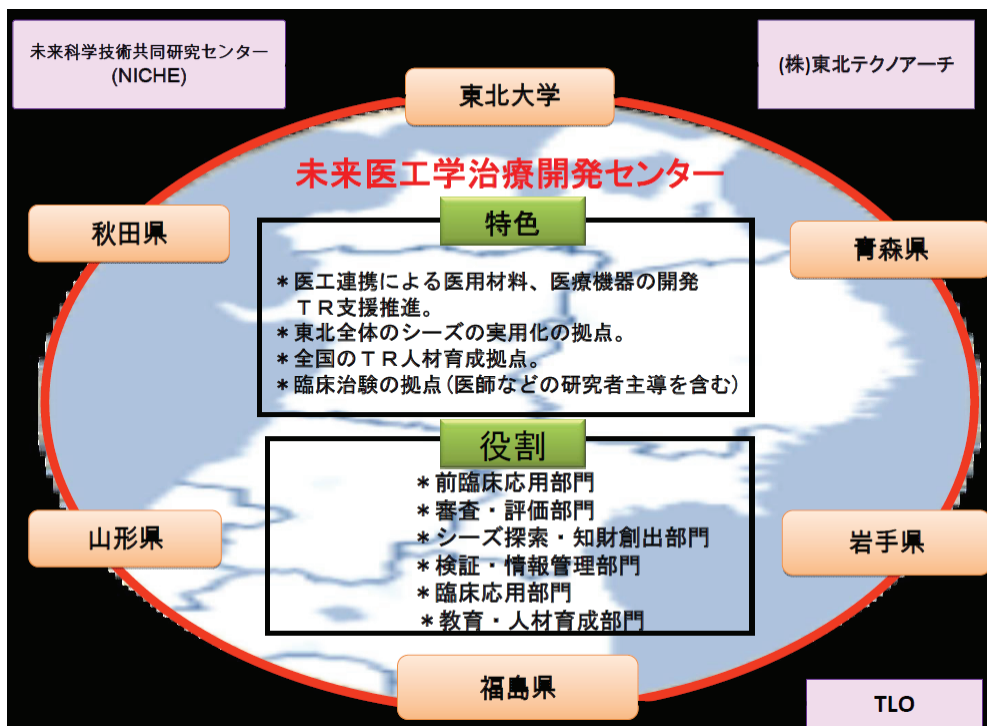 未来科学技術共同研究センター
(NICHE)
(株)東北テクノアーチ
東北大学
未来医工学治療開発センター
秋田県
青森県
特色
＊医工連携による医用材料、医療機器の開発
ＴＲ支援推進。
＊東北全体のシーズの実用化の拠点。
＊全国のＴＲ人材育成拠点。
＊臨床治験の拠点(医師などの研究者主導を含む)
役割
＊前臨床応用部門
＊審査・評価部門
＊シーズ探索・知財創出部門
＊検証・情報管理部門
＊臨床応用部門
＊教育・人材育成部門
山形県
岩手県
福島県
TLO